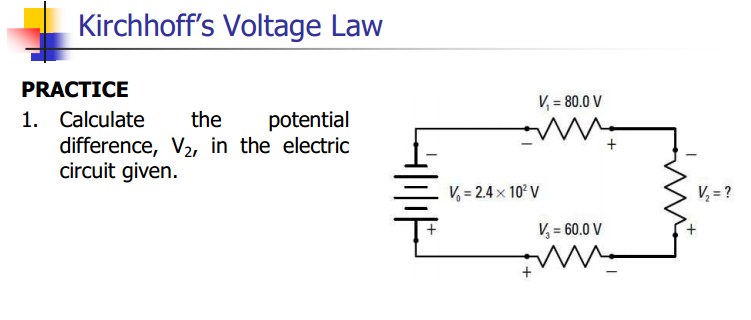 Kirchhoff's Voltage Law
PRACTICE
1. Calculate the potential
difference, V₂, in the electric
circuit given.
V₁ = 80.0 V
− +
−
V₀ = 2.4 × 10² V
+
−
V₂ = ?
+
V₃ = 60.0 V
+ −